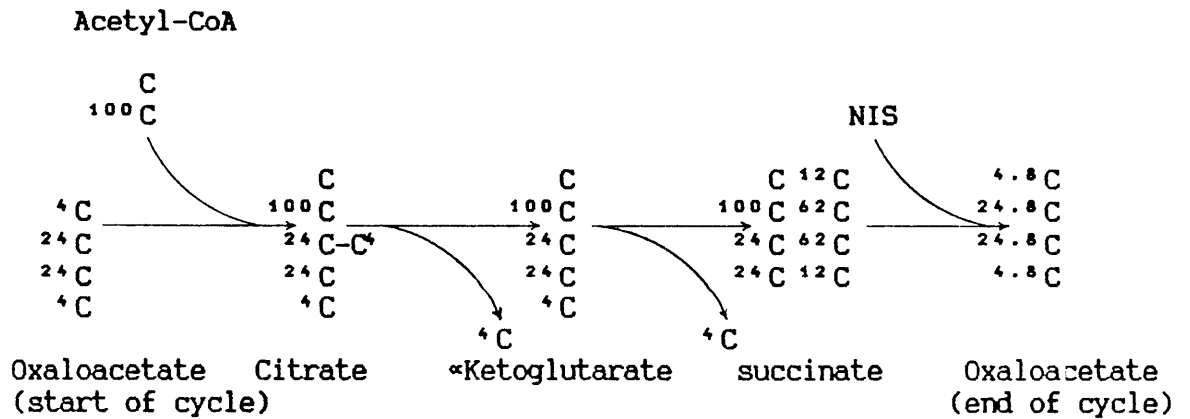 Acetyl-CoA
C
¹⁰⁰C
NIS
C C C ¹²C ⁴·⁸C
⁴C ¹⁰⁰C ¹⁰⁰C ¹⁰⁰C ⁶²C ²⁴·⁸C
²⁴C ²⁴C-C⁴ ²⁴C ²⁴C ⁶²C ²⁴·⁸C
²⁴C ²⁴C ²⁴C ²⁴C ¹²C ⁴·⁸C
⁴C ⁴C ⁴C
⁴C ⁴C
Oxaloacetate Citrate ∝Ketoglutarate succinate Oxaloacetate
(start of cycle) (end of cycle)